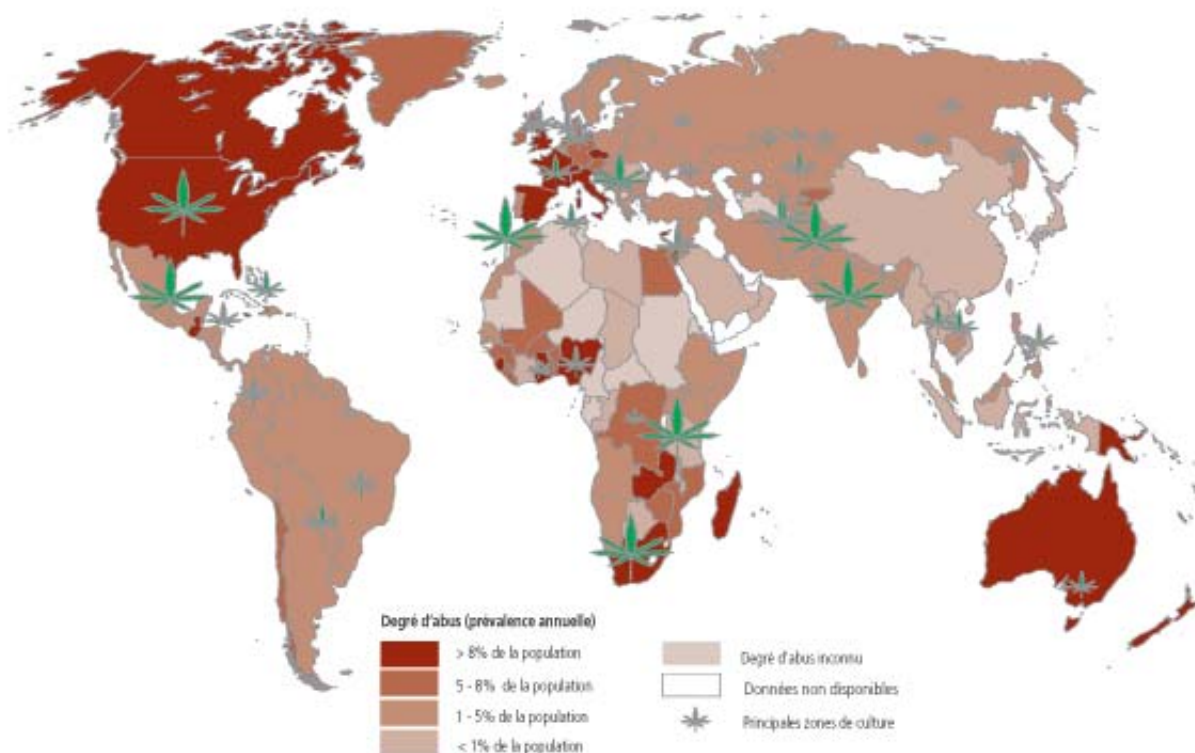 Degré d'abus (prévalence annuelle)
> 8% de la population
5 - 8% de la population
1 - 5% de la population
< 1% de la population
Degré d'abus inconnu
Données non disponibles
Principales zones de culture